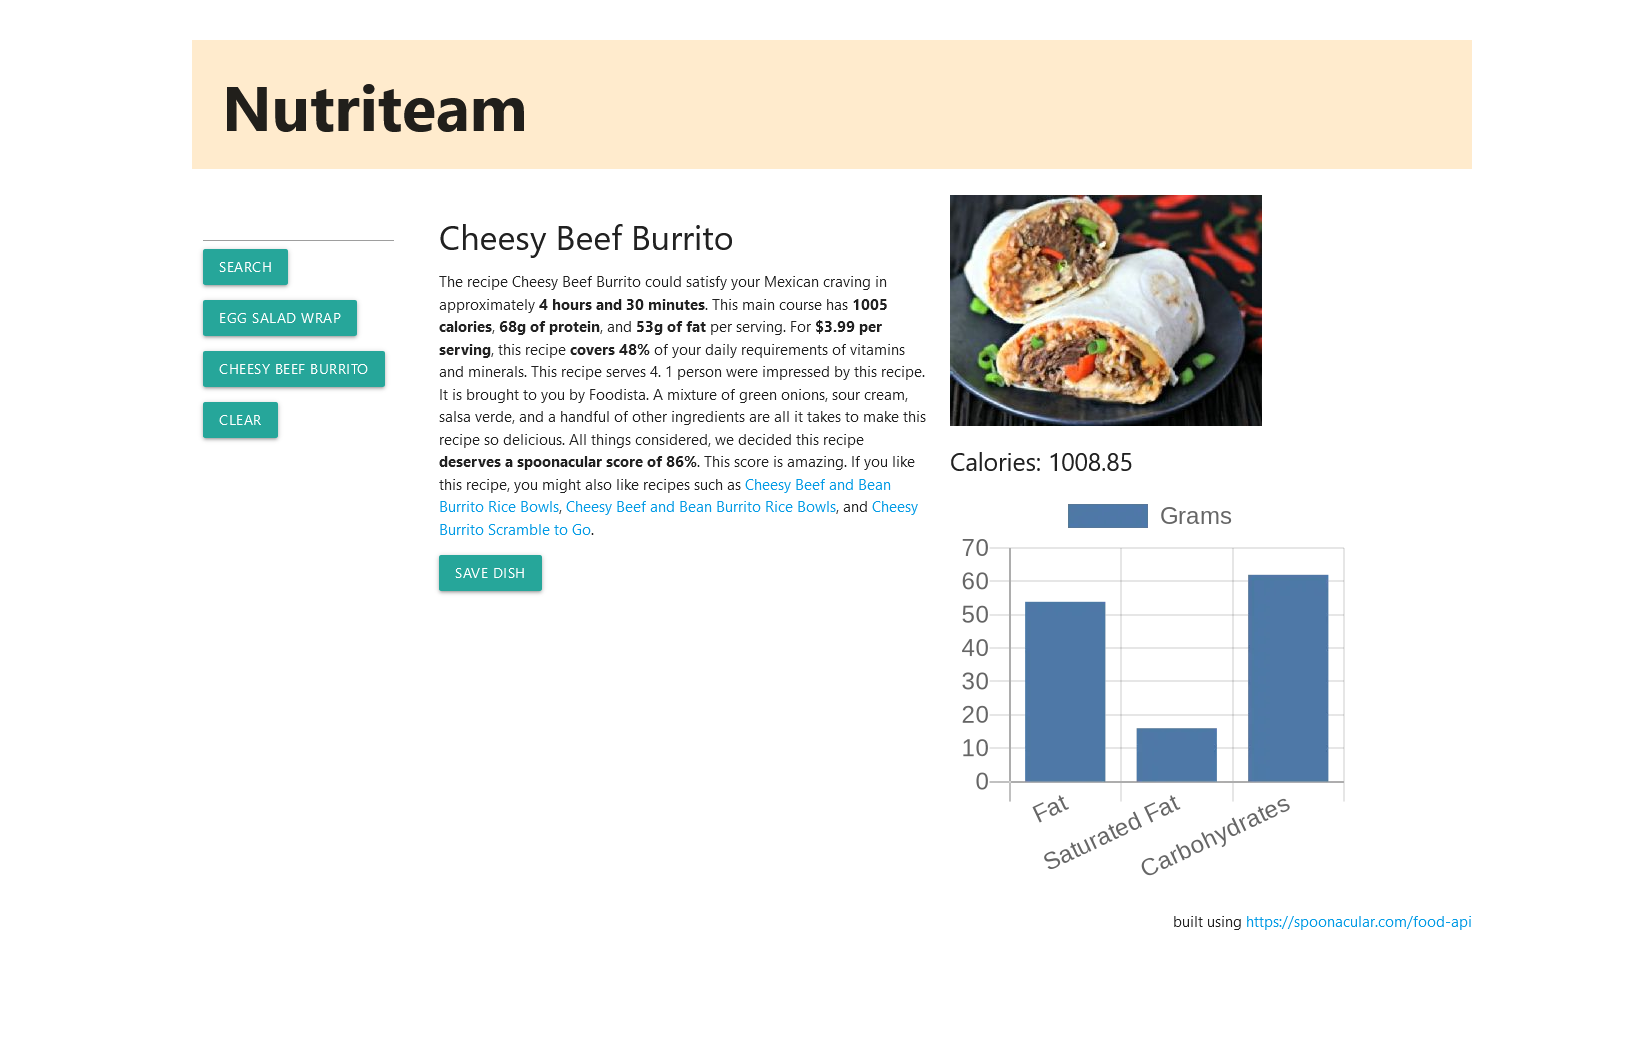 Nutriteam
SEARCH
EGG SALAD WRAP
CHEESY BEEF BURRITO
CLEAR
Cheesy Beef Burrito
The recipe Cheesy Beef Burrito could satisfy your Mexican craving in
approximately 4 hours and 30 minutes. This main course has 1005
calories, 68g of protein, and 53g of fat per serving. For $3.99 per
serving, this recipe covers 48% of your daily requirements of vitamins
and minerals. This recipe serves 4. 1 person were impressed by this recipe.
It is brought to you by Foodista. A mixture of green onions, sour cream,
salsa verde, and a handful of other ingredients are all it takes to make this
recipe so delicious. All things considered, we decided this recipe
deserves a spoonacular score of 86%. This score is amazing. If you like
this recipe, you might also like recipes such as Cheesy Beef and Bean
Burrito Rice Bowls, Cheesy Beef and Bean Burrito Rice Bowls, and Cheesy
Burrito Scramble to Go.
SAVE DISH
Calories: 1008.85
Grams
70
60
50
40
30
20
10
0
Fat
Saturated Fat
Carbohydrates
built using https://spoonacular.com/food-api